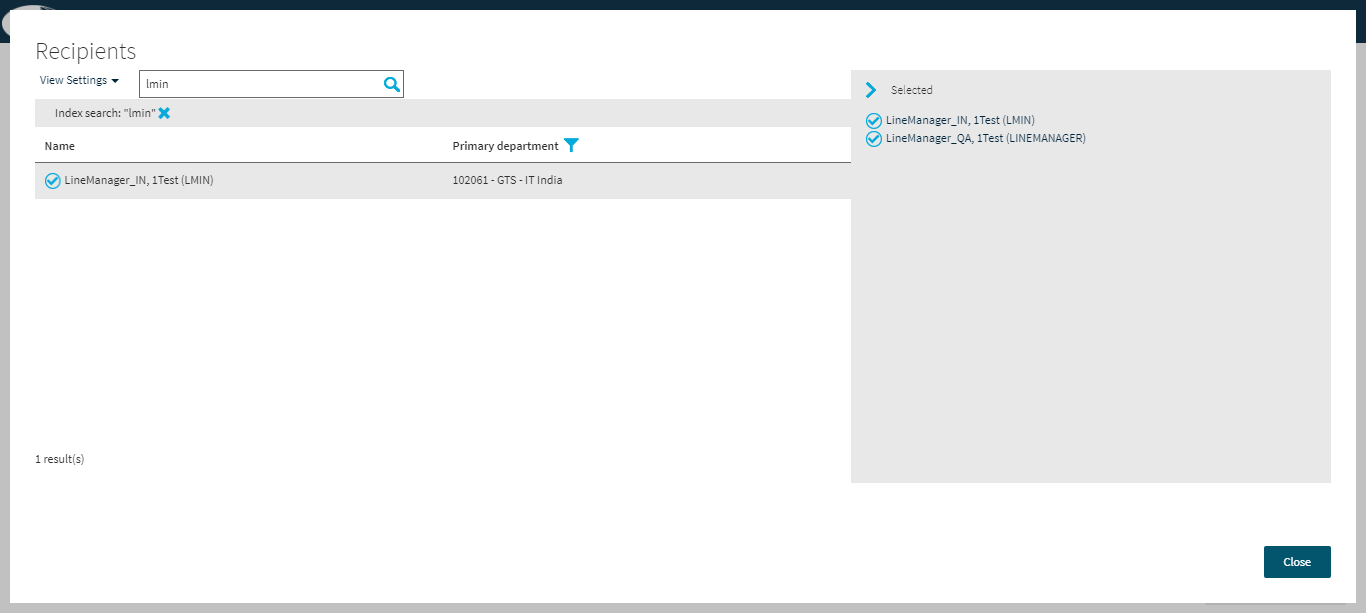 Recipients
View Settings
lmin
Index search: "lmin"
Name Primary department
LineManager_IN, 1Test (LMIN) 102061 - GTS - IT India
1 result(s)
Selected
LineManager_IN, 1Test (LMIN)
LineManager_QA, 1Test (LINEMANAGER)
Close